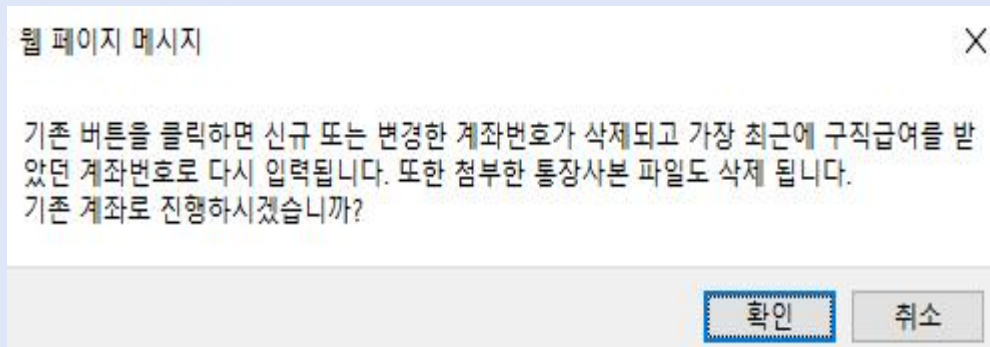 웹 페이지 메시지
기존 버튼을 클릭하면 신규 또는 변경한 계좌번호가 삭제되고 가장 최근에 구직급여를 받
았던 계좌번호로 다시 입력됩니다. 또한 첨부한 통장사본 파일도 삭제 됩니다.
기존 계좌로 진행하시겠습니까?
확인 취소